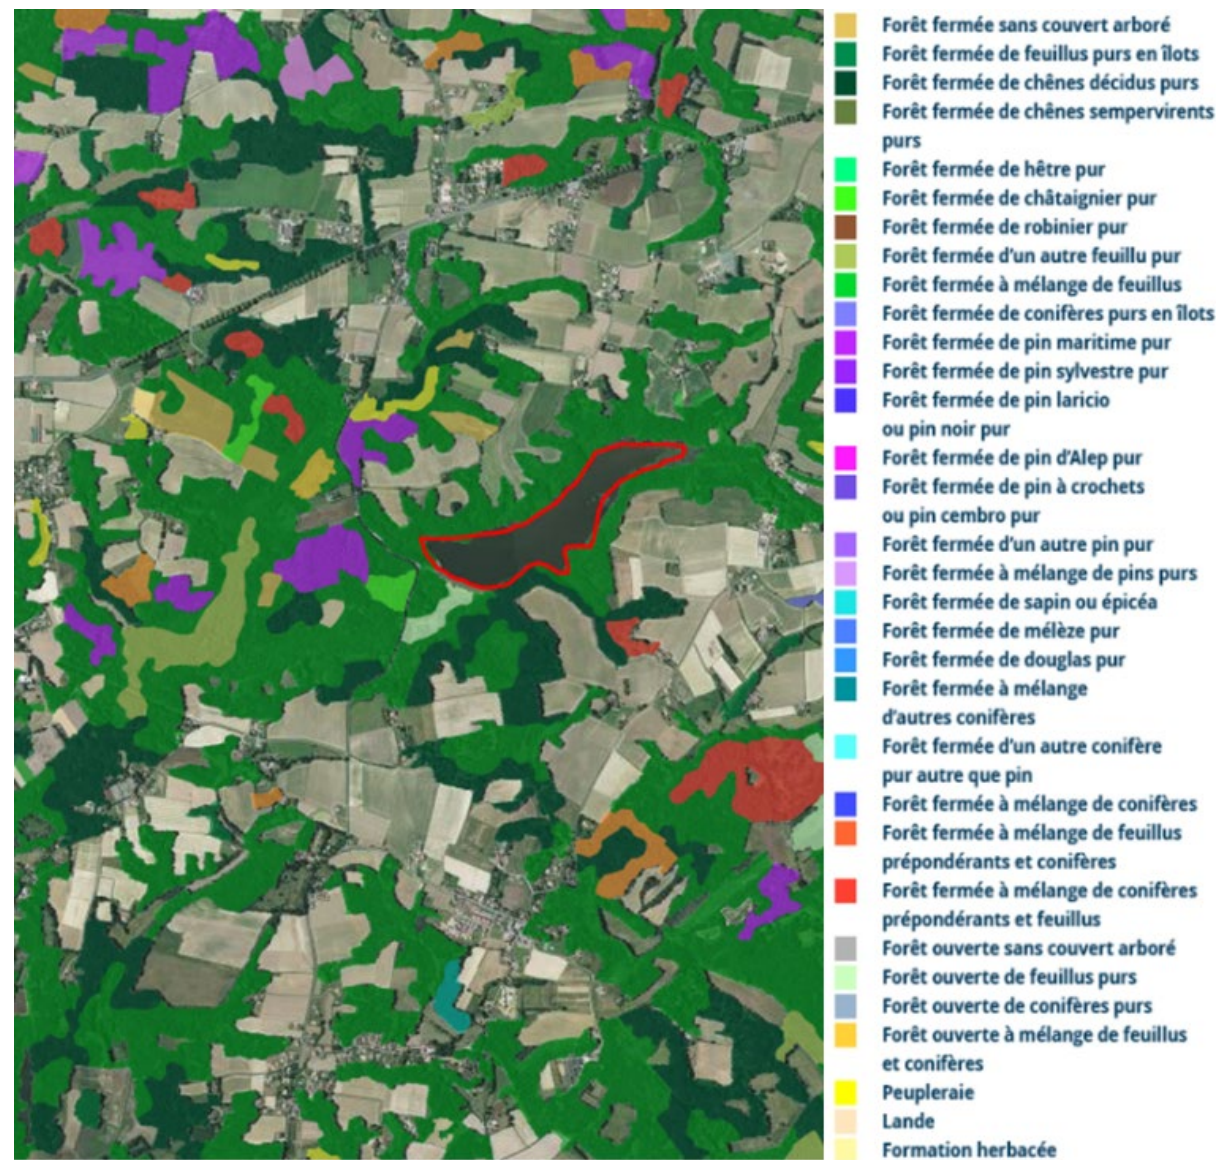 Forêt fermée sans couvert arboré
Forêt fermée de feuillus purs en îlots
Forêt fermée de chênes décidus purs
Forêt fermée de chênes sempervirents
purs
Forêt fermée de hêtre pur
Forêt fermée de châtaignier pur
Forêt fermée de robinier pur
Forêt fermée d'un autre feuillu pur
Forêt fermée à mélange de feuillus
Forêt fermée de conifères purs en îlots
Forêt fermée de pin maritime pur
Forêt fermée de pin sylvestre pur
Forêt fermée de pin laricio
ou pin noir pur
Forêt fermée de pin d'Alep pur
Forêt fermée de pin à crochets
ou pin cembro pur
Forêt fermée d'un autre pin pur
Forêt fermée à mélange de pins purs
Forêt fermée de sapin ou épicéa
Forêt fermée de mélèze pur
Forêt fermée de douglas pur
Forêt fermée à mélange
d'autres conifères
Forêt fermée d'un autre conifère
pur autre que pin
Forêt fermée à mélange de conifères
Forêt fermée à mélange de feuillus
prépondérants et conifères
Forêt fermée à mélange de conifères
prépondérants et feuillus
Forêt ouverte sans couvert arboré
Forêt ouverte de feuillus purs
Forêt ouverte de conifères purs
Forêt ouverte à mélange de feuillus
et conifères
Peupleraie
Lande
Formation herbacée